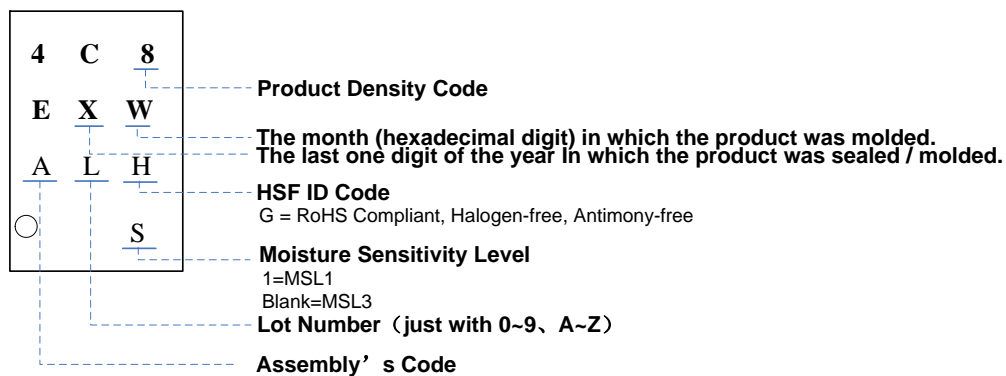 4 C 8
E X W
A L H
S
Product Density Code
The month (hexadecimal digit) in which the product was molded.
The last one digit of the year In which the product was sealed / molded.
HSF ID Code
G = RoHS Compliant, Halogen-free, Antimony-free
Moisture Sensitivity Level
1=MSL1
Blank=MSL3
Lot Number（just with 0~9、A~Z）
Assembly’s Code